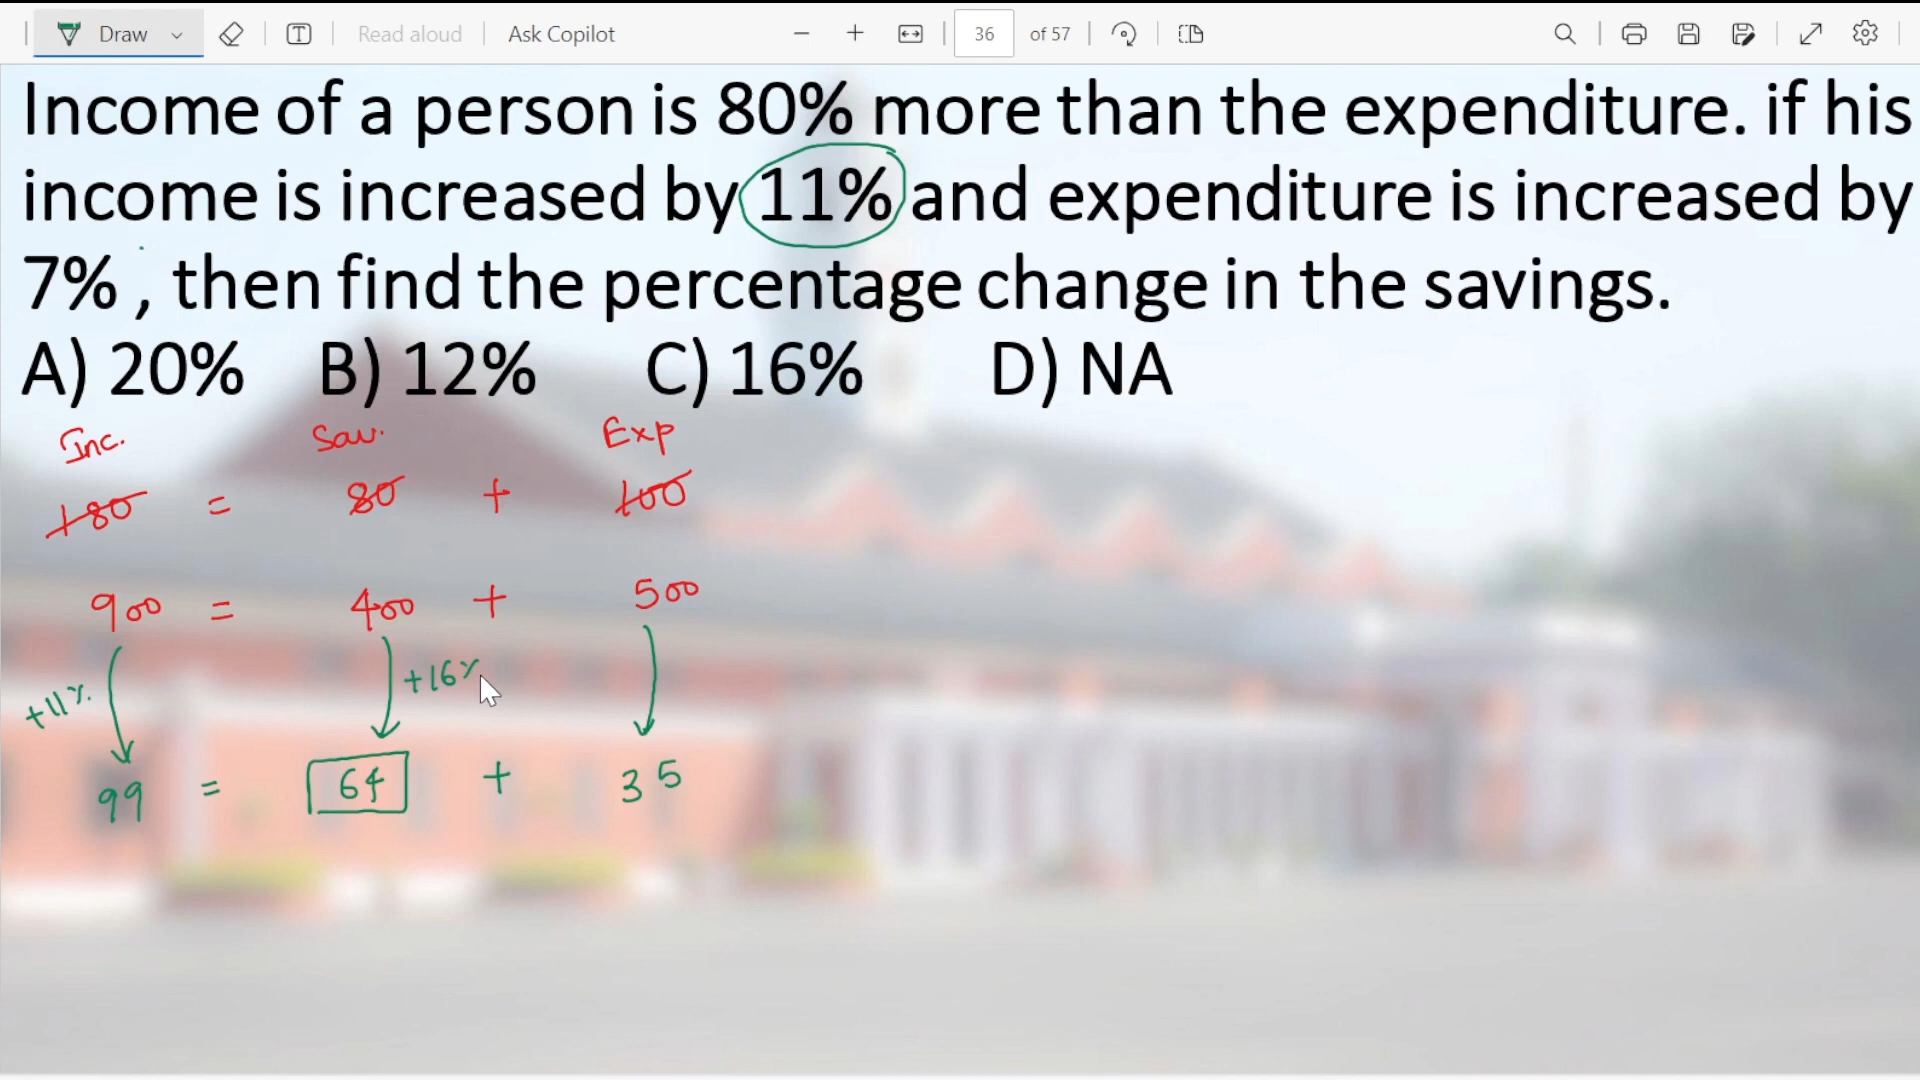 Draw Read aloud Ask Copilot 36 of 57
Income of a person is 80% more than the expenditure. if his
income is increased by 11% and expenditure is increased by
7% , then find the percentage change in the savings.
A) 20% B) 12% C) 16% D) NA
Inc. Sav. Exp
180 = 80 + 100
900 = 400 + 500
+11% +16%
99 = 64 + 35